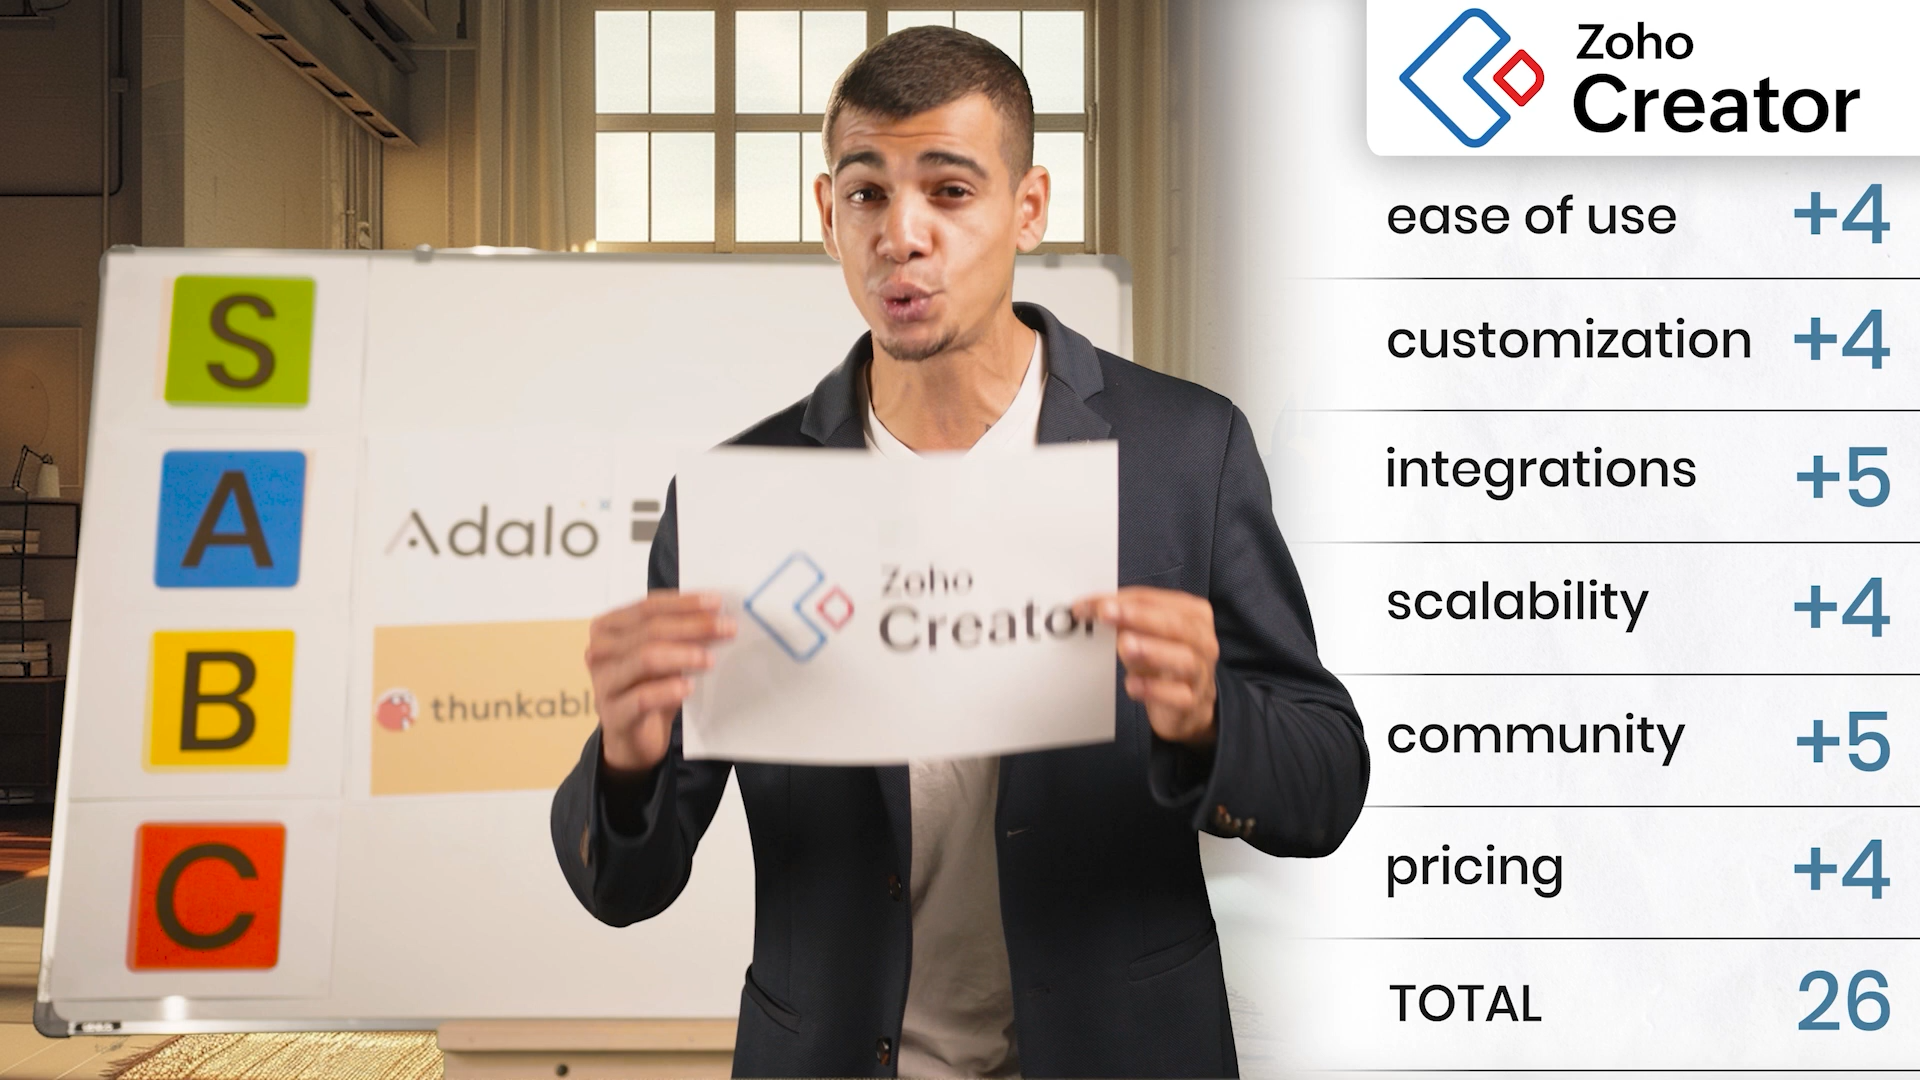 S
A
B
C
Adalo
thunkable
Zoho
Creator
Zoho
Creator
ease of use +4
customization +4
integrations +5
scalability +4
community +5
pricing +4
TOTAL 26